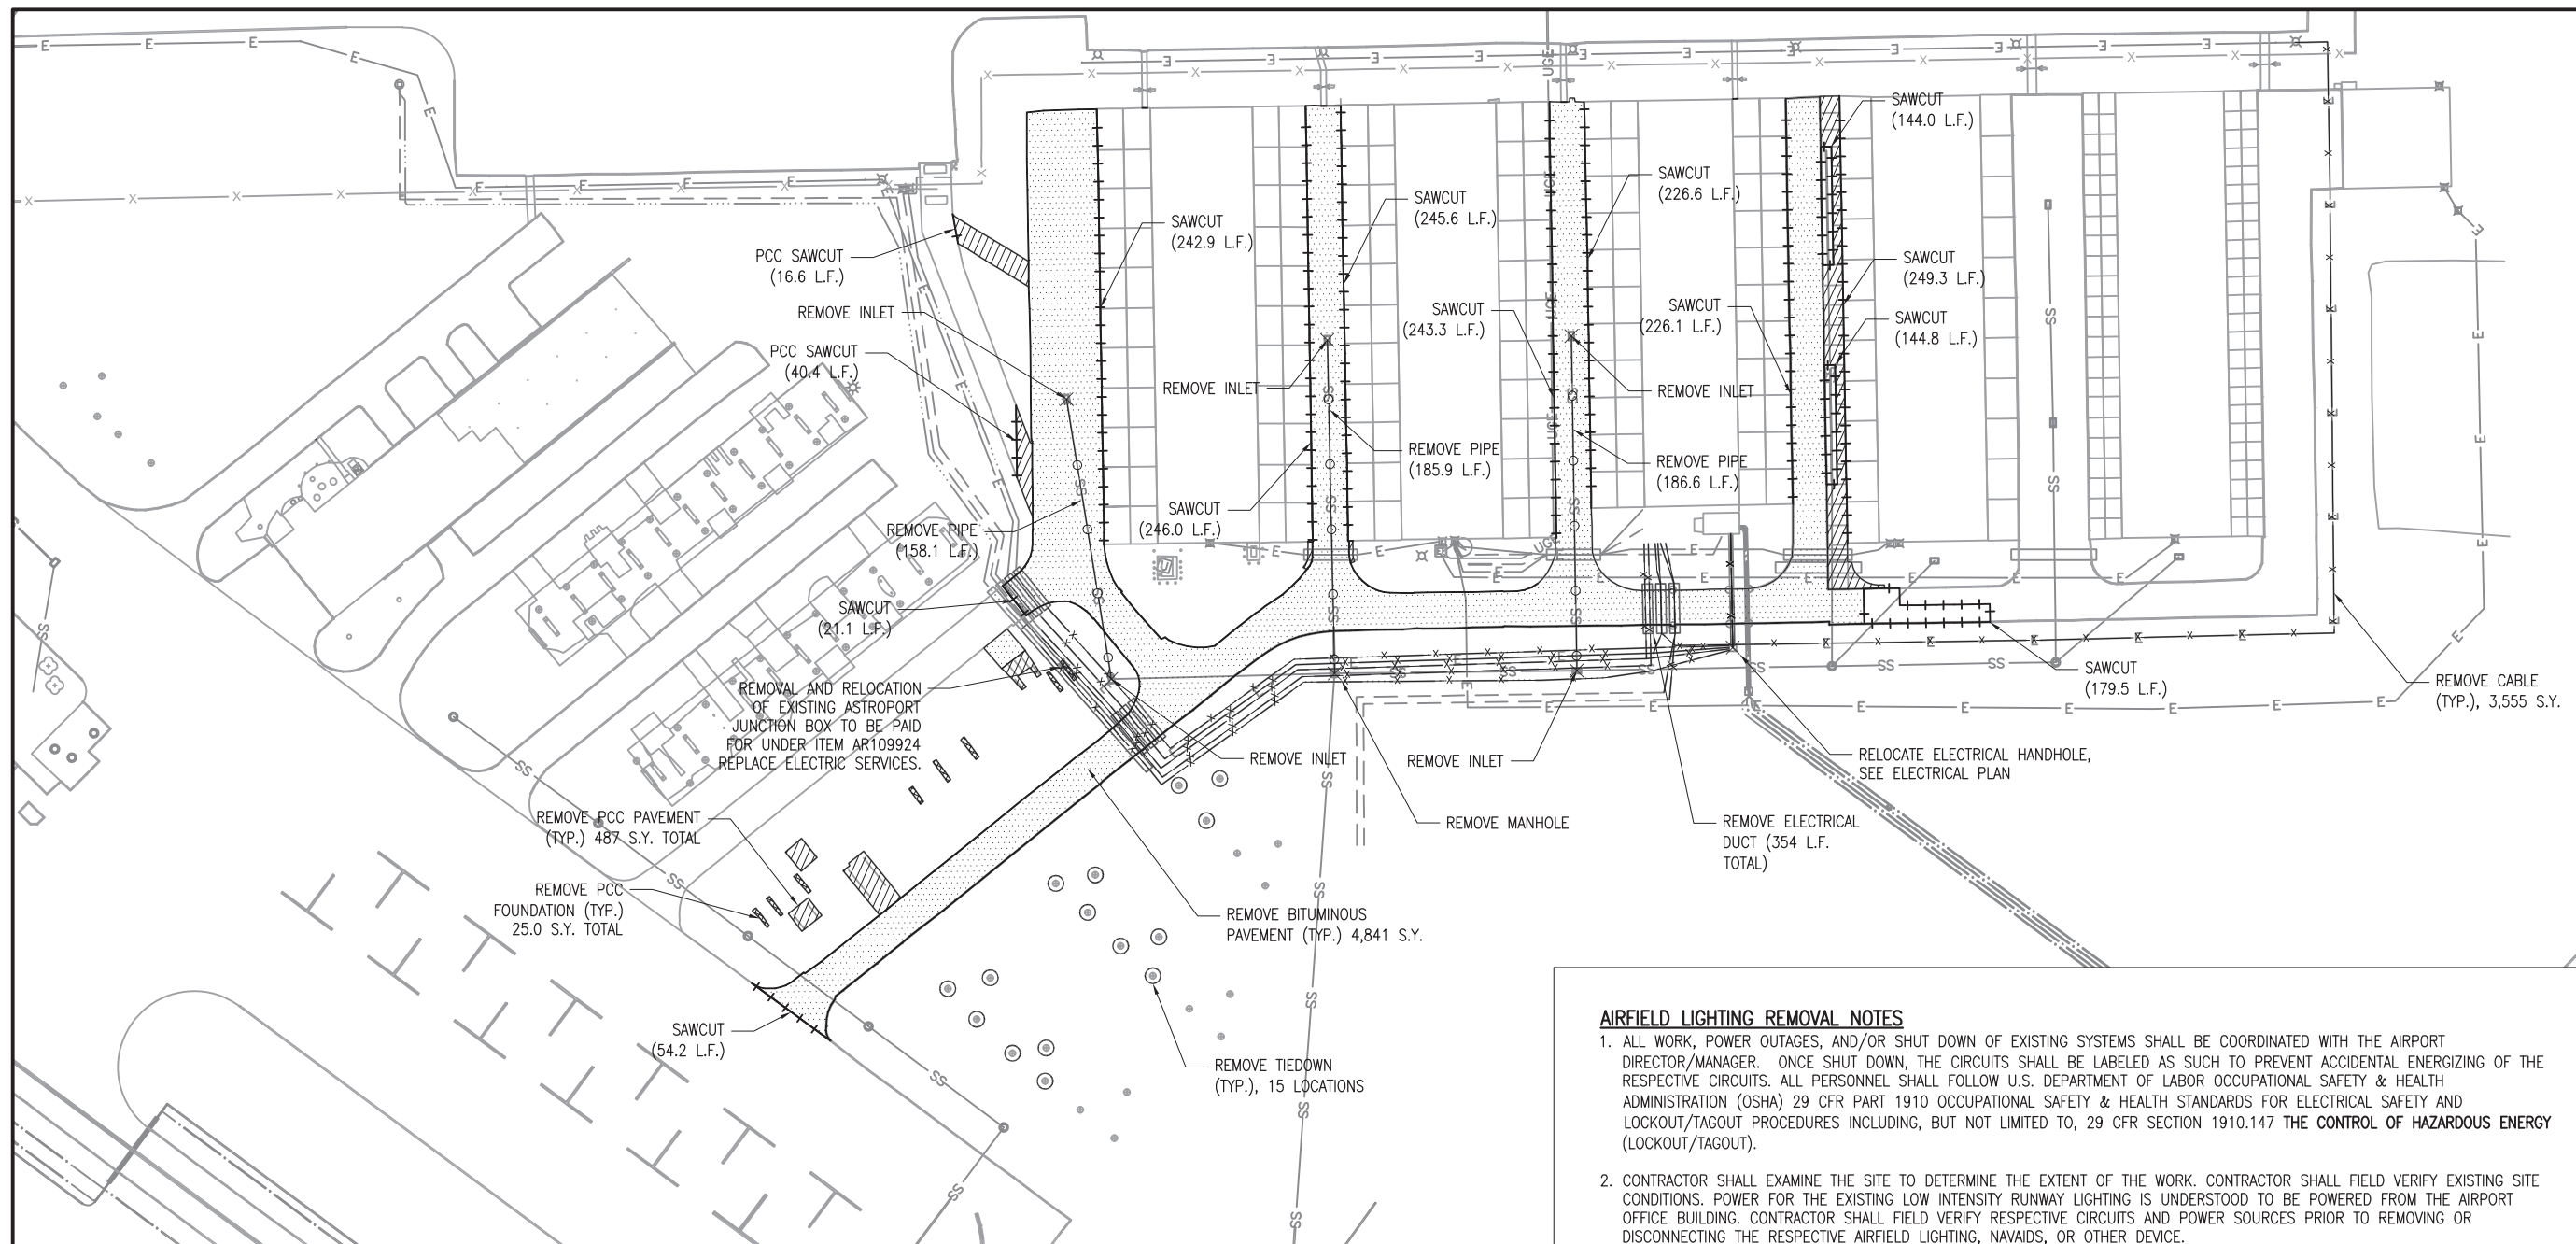 SAWCUT
(144.0 L.F.)
SAWCUT
(226.6 L.F.)
SAWCUT
(245.6 L.F.)
SAWCUT
(242.9 L.F.)
PCC SAWCUT
(16.6 L.F.)
SAWCUT
(249.3 L.F.)
REMOVE INLET
SAWCUT
(243.3 L.F.)
SAWCUT
(226.1 L.F.)
SAWCUT
(144.8 L.F.)
PCC SAWCUT
(40.4 L.F.)
REMOVE INLET
REMOVE INLET
REMOVE PIPE
(185.9 L.F.)
REMOVE PIPE
(186.6 L.F.)
SAWCUT
(246.0 L.F.)
REMOVE PIPE
(158.1 L.F.)
SAWCUT
(21.1 L.F.)
SAWCUT
(179.5 L.F.)
REMOVE CABLE
(TYP.), 3,555 S.Y.
REMOVAL AND RELOCATION
OF EXISTING ASTROPORT
JUNCTION BOX TO BE PAID
FOR UNDER ITEM AR109924
REPLACE ELECTRIC SERVICES.
REMOVE INLET
REMOVE INLET
RELOCATE ELECTRICAL HANDHOLE,
SEE ELECTRICAL PLAN
REMOVE PCC PAVEMENT
(TYP.) 487 S.Y. TOTAL
REMOVE MANHOLE
REMOVE ELECTRICAL
DUCT (354 L.F.
TOTAL)
REMOVE PCC
FOUNDATION (TYP.)
25.0 S.Y. TOTAL
REMOVE BITUMINOUS
PAVEMENT (TYP.) 4,841 S.Y.
SAWCUT
(54.2 L.F.)
REMOVE TIEDOWN
(TYP.), 15 LOCATIONS
AIRFIELD LIGHTING REMOVAL NOTES
1. ALL WORK, POWER OUTAGES, AND/OR SHUT DOWN OF EXISTING SYSTEMS SHALL BE COORDINATED WITH THE AIRPORT
DIRECTOR/MANAGER. ONCE SHUT DOWN, THE CIRCUITS SHALL BE LABELED AS SUCH TO PREVENT ACCIDENTAL ENERGIZING OF THE
RESPECTIVE CIRCUITS. ALL PERSONNEL SHALL FOLLOW U.S. DEPARTMENT OF LABOR OCCUPATIONAL SAFETY & HEALTH
ADMINISTRATION (OSHA) 29 CFR PART 1910 OCCUPATIONAL SAFETY & HEALTH STANDARDS FOR ELECTRICAL SAFETY AND
LOCKOUT/TAGOUT PROCEDURES INCLUDING, BUT NOT LIMITED TO, 29 CFR SECTION 1910.147 THE CONTROL OF HAZARDOUS ENERGY
(LOCKOUT/TAGOUT).
2. CONTRACTOR SHALL EXAMINE THE SITE TO DETERMINE THE EXTENT OF THE WORK. CONTRACTOR SHALL FIELD VERIFY EXISTING SITE
CONDITIONS. POWER FOR THE EXISTING LOW INTENSITY RUNWAY LIGHTING IS UNDERSTOOD TO BE POWERED FROM THE AIRPORT
OFFICE BUILDING. CONTRACTOR SHALL FIELD VERIFY RESPECTIVE CIRCUITS AND POWER SOURCES PRIOR TO REMOVING OR
DISCONNECTING THE RESPECTIVE AIRFIELD LIGHTING, NAVAIDS, OR OTHER DEVICE.